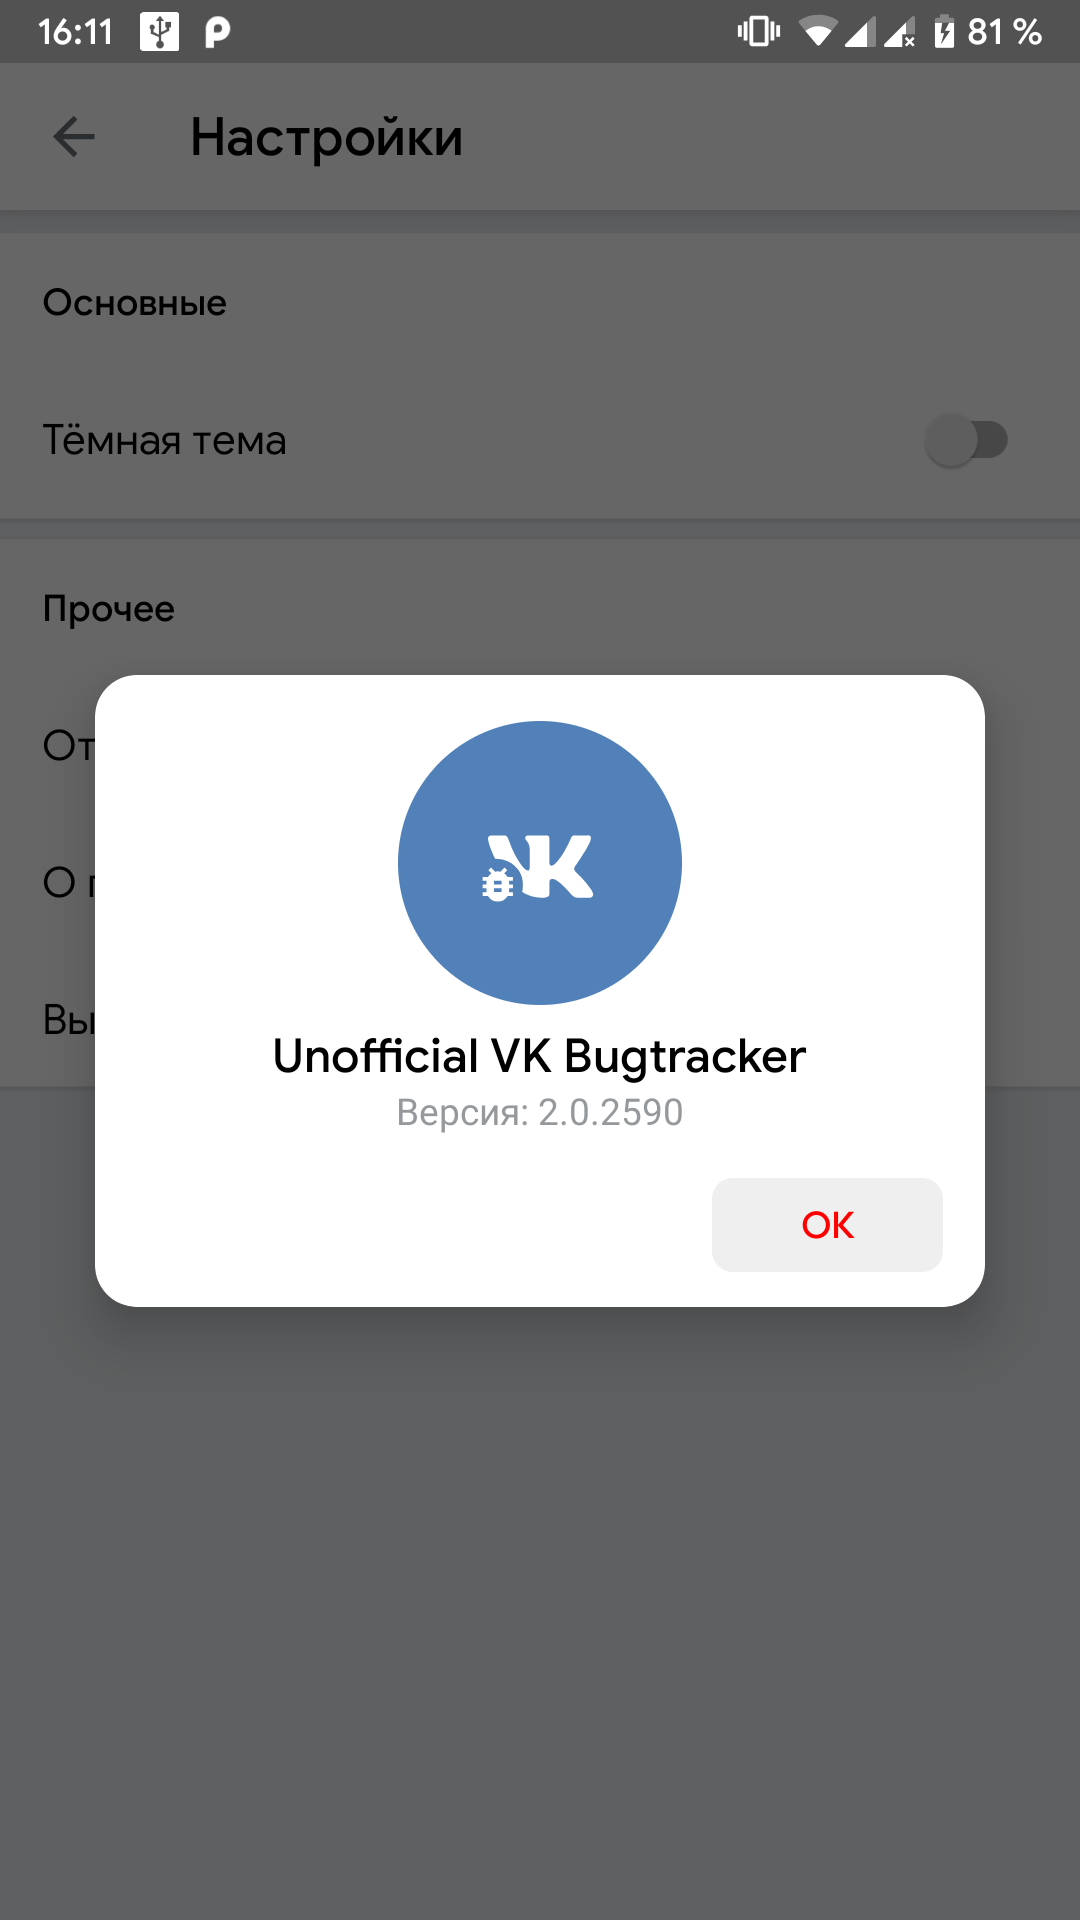 16:11 81 %
Настройки
Основные
Тёмная тема
Прочее
От
О
Вы
VK
Unofficial VK Bugtracker
Версия: 2.0.2590
OK